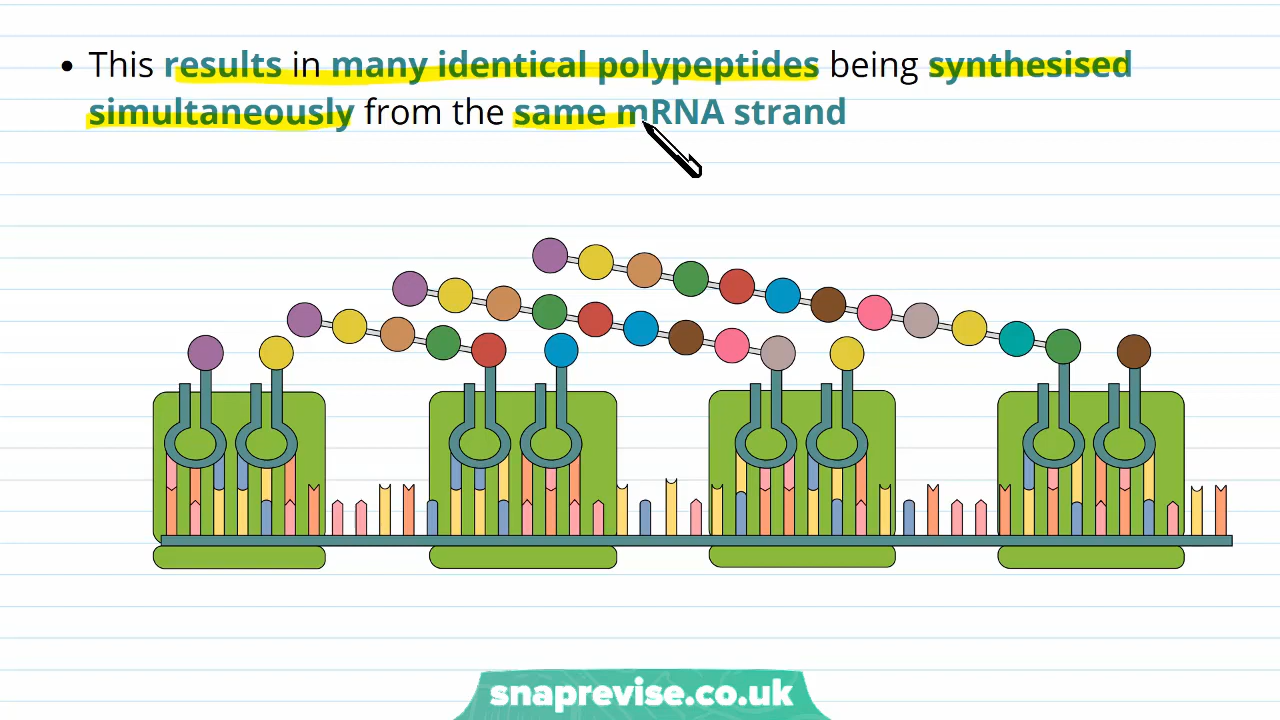 • This results in many identical polypeptides being synthesised
simultaneously from the same mRNA strand
snaprevise.co.uk